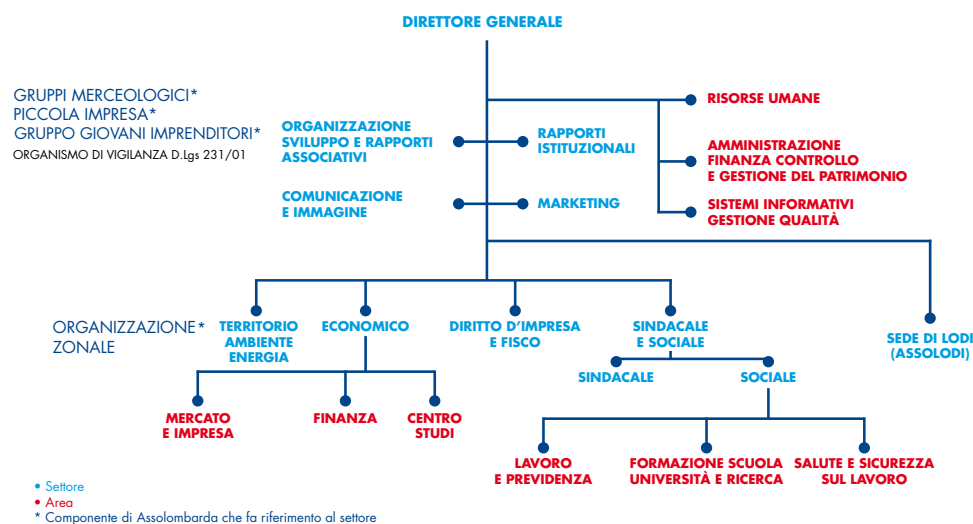 DIRETTORE GENERALE
GRUPPI MERCEOLOGICI*
PICCOLA IMPRESA*
GRUPPO GIOVANI IMPRENDITORI*
ORGANISMO DI VIGILANZA D.Lgs 231/01
ORGANIZZAZIONE
SVILUPPO E RAPPORTI
ASSOCIATIVI
RAPPORTI
ISTITUZIONALI
COMUNICAZIONE
E IMMAGINE
MARKETING
RISORSE UMANE
AMMINISTRAZIONE
FINANZA CONTROLLO
E GESTIONE DEL PATRIMONIO
SISTEMI INFORMATIVI
GESTIONE QUALITÀ
ORGANIZZAZIONE*
ZONALE
TERRITORIO
AMBIENTE
ENERGIA
ECONOMICO
DIRITTO D'IMPRESA
E FISCO
SINDACALE
E SOCIALE
SEDE DI LODI
(ASSOLODI)
SINDACALE
SOCIALE
MERCATO
E IMPRESA
FINANZA
CENTRO
STUDI
LAVORO
E PREVIDENZA
FORMAZIONE SCUOLA
UNIVERSITÀ E RICERCA
SALUTE E SICUREZZA
SUL LAVORO
• Settore
• Area
* Componente di Assolombarda che fa riferimento al settore